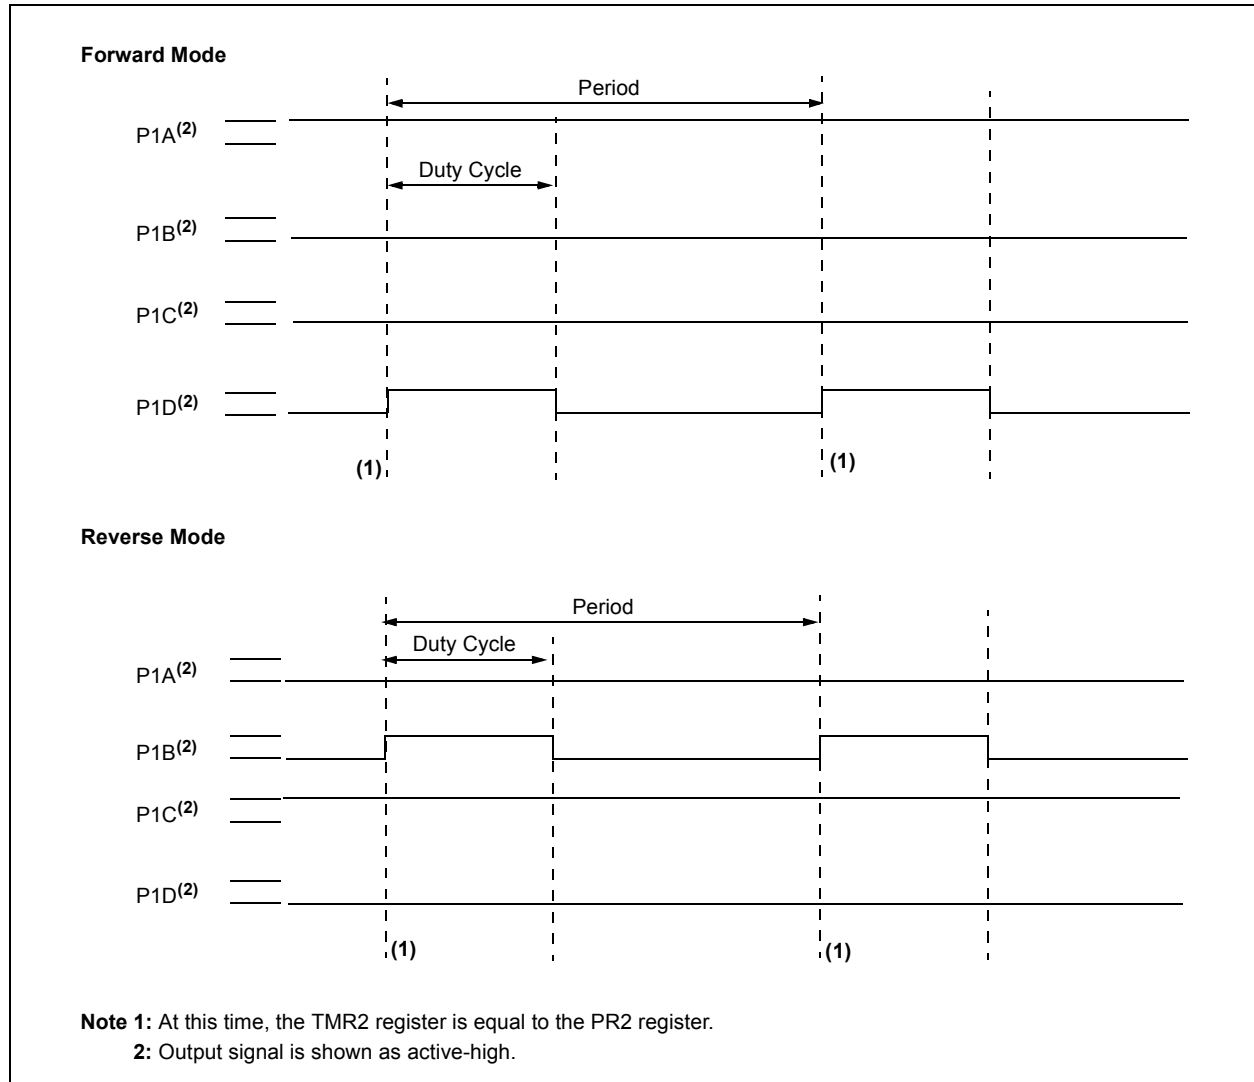 Forward Mode
Period
P1A(2)
Duty Cycle
P1B(2)
P1C(2)
P1D(2)
(1)
(1)
Reverse Mode
Period
Duty Cycle
P1A(2)
P1B(2)
P1C(2)
P1D(2)
(1)
(1)
Note 1: At this time, the TMR2 register is equal to the PR2 register.
2: Output signal is shown as active-high.